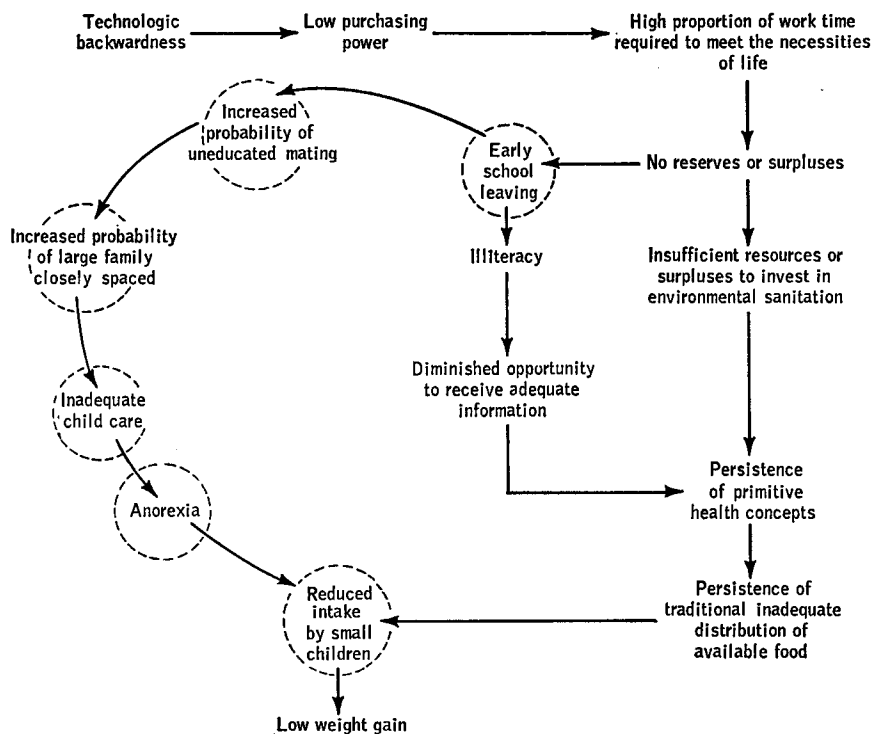 Technologic
backwardness
Low purchasing
power
High proportion of work time
required to meet the necessities
of life
Increased
probability of
uneducated mating
Early
school
leaving
No reserves or surpluses
Increased probability
of large family
closely spaced
Illiteracy
Insufficient resources or
surpluses to invest in
environmental sanitation
Diminished opportunity
to receive adequate
information
Inadequate
child care
Persistence
of primitive
health concepts
Anorexia
Reduced
intake
by small
children
Persistence of
traditional inadequate
distribution of
available food
Low weight gain